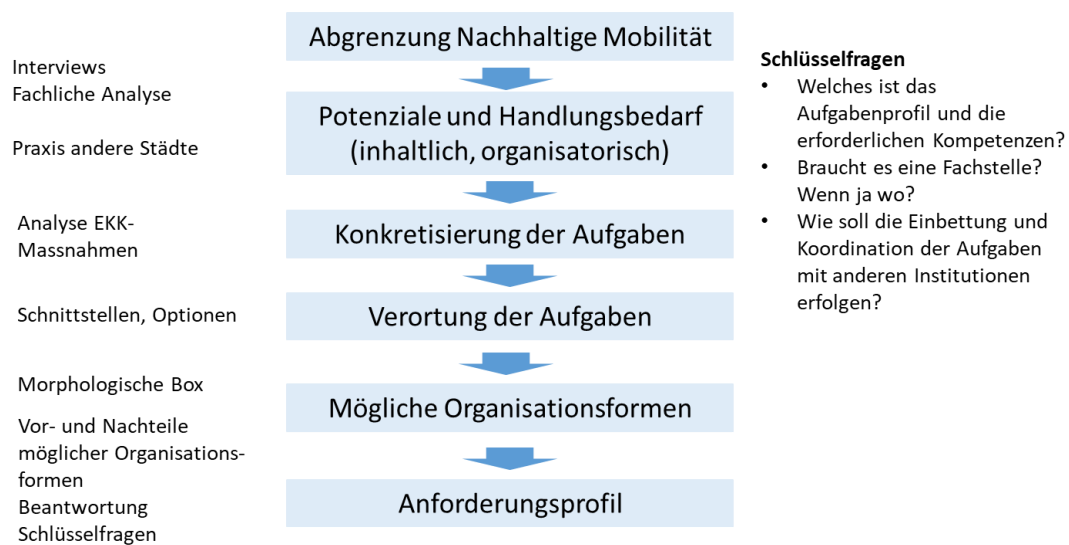 Abgrenzung Nachhaltige Mobilität
Interviews
Fachliche Analyse
Praxis andere Städte
Potenziale und Handlungsbedarf
(inhaltlich, organisatorisch)
Analyse EKK-
Massnahmen
Konkretisierung der Aufgaben
Schnittstellen, Optionen
Verortung der Aufgaben
Morphologische Box
Mögliche Organisationsformen
Vor- und Nachteile
möglicher Organisations-
formen
Beantwortung
Schlüsselfragen
Anforderungsprofil
Schlüsselfragen
• Welches ist das
Aufgabenprofil und die
erforderlichen Kompetenzen?
• Braucht es eine Fachstelle?
Wenn ja wo?
• Wie soll die Einbettung und
Koordination der Aufgaben
mit anderen Institutionen
erfolgen?